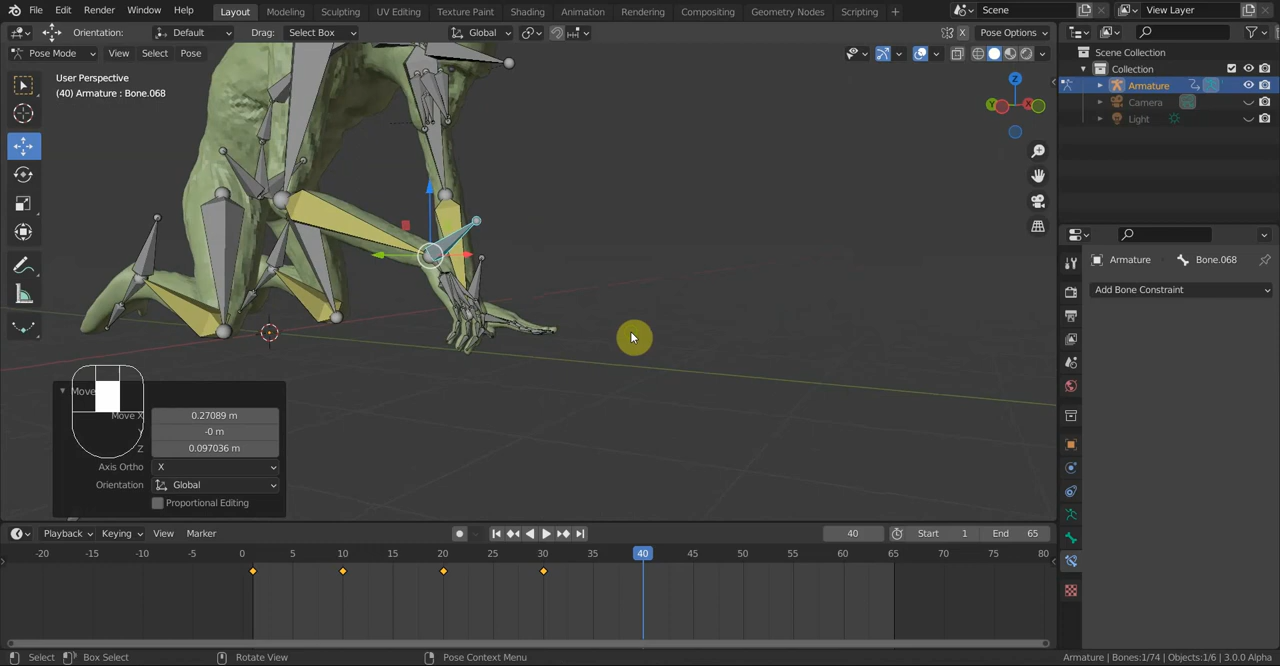 File Edit Render Window Help Layout Modeling Sculpting UV Editing Texture Paint Shading Animation Rendering Compositing Geometry Nodes Scripting + Scene View Layer
Orientation: Default Drag: Select Box Global Pose Options
Pose Mode View Select Pose
User Perspective
(40) Armature : Bone.068
Z
Y
X
Scene Collection
Collection
Armature
Camera
Light
Armature Bone.068
Add Bone Constraint
Move
Move X 0.27089 m
-0 m
Z 0.097036 m
Axis Ortho X
Orientation Global
Proportional Editing
Playback Keying View Marker 40 Start 1 End 65
-20 -15 -10 -5 0 5 10 15 20 25 30 35 40 45 50 55 60 65 70 75 80
Select Box Select Rotate View Pose Context Menu Armature | Bones:1/74 | Objects:1/6 | 3.0.0 Alpha